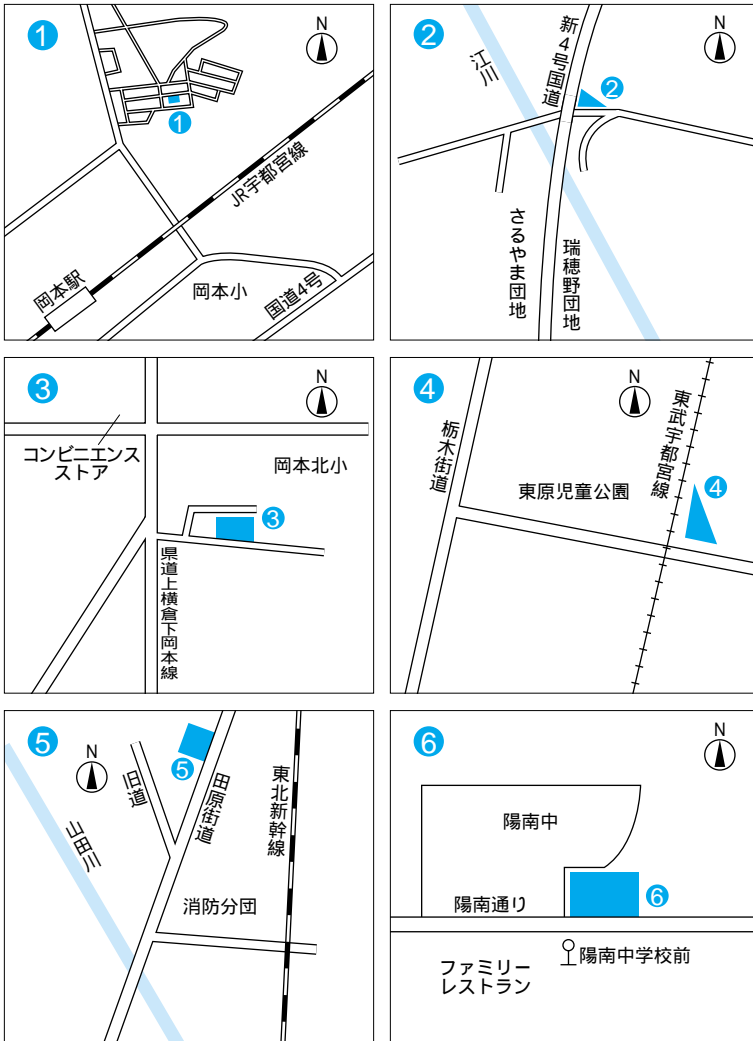 1
N
1
JR宇都宮線
岡本駅
岡本小
国道4号
2
N
新4号国道
江川
2
さるやま団地
瑞穂野団地
3
N
コンビニエンス
ストア
岡本北小
3
県道上横倉下岡本線
4
N
栃木街道
東武宇都宮線
東原児童公園
4
5
N
旧道
5
田原街道
東北新幹線
山田川
消防分団
6
N
陽南中
陽南通り
6
陽南中学校前
ファミリー
レストラン